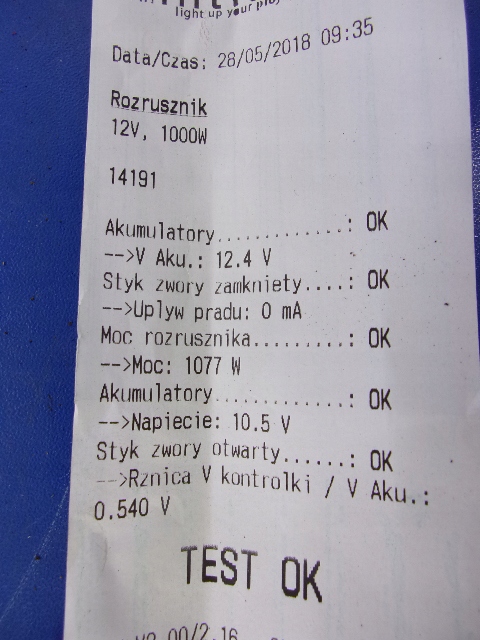 light up your
Data/Czas: 28/05/2018 09:35
Rozrusznik
12V, 1000W
14191
Akumulatory.............: OK
-->V Aku.: 12.4 V
Styk zwory zamkniety....: OK
-->Uplyw pradu: 0 mA
Moc rozrusznika.........: OK
-->Moc: 1077 W
Akumulatory.............: OK
-->Napiecie: 10.5 V
Styk zwory otwarty......: OK
-->Rznica V kontrolki / V Aku.:
0.540 V
TEST OK